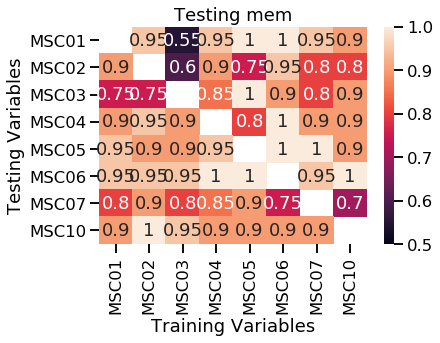 Testing mem
MSC01 0.95 0.55 0.95 1 1 0.95 0.9
MSC02 0.9 0.6 0.9 0.75 0.95 0.8 0.8
MSC03 0.75 0.75 0.85 1 0.9 0.8 0.9
MSC04 0.9 0.95 0.9 0.8 1 0.9 0.9
MSC05 0.95 0.9 0.9 0.95 1 1 0.9
MSC06 0.95 0.95 0.95 1 1 0.95 1
MSC07 0.8 0.9 0.8 0.85 0.9 0.75 0.7
MSC10 0.9 1 0.95 0.9 0.9 0.9 0.9
Testing Variables
MSC01 MSC02 MSC03 MSC04 MSC05 MSC06 MSC07 MSC10
Training Variables
1.0
0.9
0.8
0.7
0.6
0.5